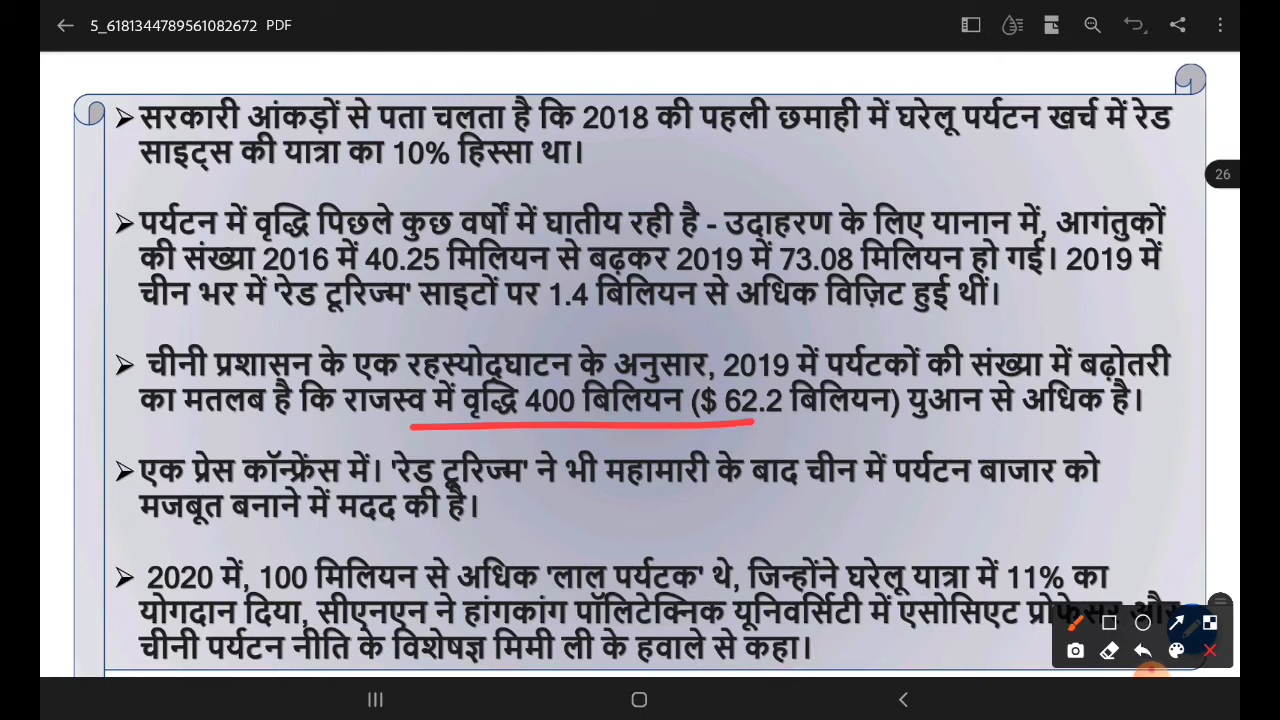 5_6181344789561082672 PDF
➢ सरकारी आंकड़ों से पता चलता है कि 2018 की पहली छमाही में घरेलू पर्यटन खर्च में रेड
साइट्स की यात्रा का 10% हिस्सा था।
26
➢ पर्यटन में वृद्धि पिछले कुछ वर्षों में घातीय रही है - उदाहरण के लिए यानान में, आगंतुकों
की संख्या 2016 में 40.25 मिलियन से बढ़कर 2019 में 73.08 मिलियन हो गई। 2019 में
चीन भर में 'रेड टूरिज्म' साइटों पर 1.4 बिलियन से अधिक विज़िट हुई थीं।
➢ चीनी प्रशासन के एक रहस्योद्घाटन के अनुसार, 2019 में पर्यटकों की संख्या में बढ़ोतरी
का मतलब है कि राजस्व में वृद्धि 400 बिलियन ($ 62.2 बिलियन) युआन से अधिक है।
➢ एक प्रेस कॉन्फ्रेंस में। 'रेड टूरिज्म' ने भी महामारी के बाद चीन में पर्यटन बाजार को
मजबूत बनाने में मदद की है।
➢ 2020 में, 100 मिलियन से अधिक 'लाल पर्यटक' थे, जिन्होंने घरेलू यात्रा में 11% का
योगदान दिया, सीएनएन ने हांगकांग पॉलिटेक्निक यूनिवर्सिटी में एसोसिएट प्रोफेसर और
चीनी पर्यटन नीति के विशेषज्ञ मिमी ली के हवाले से कहा।